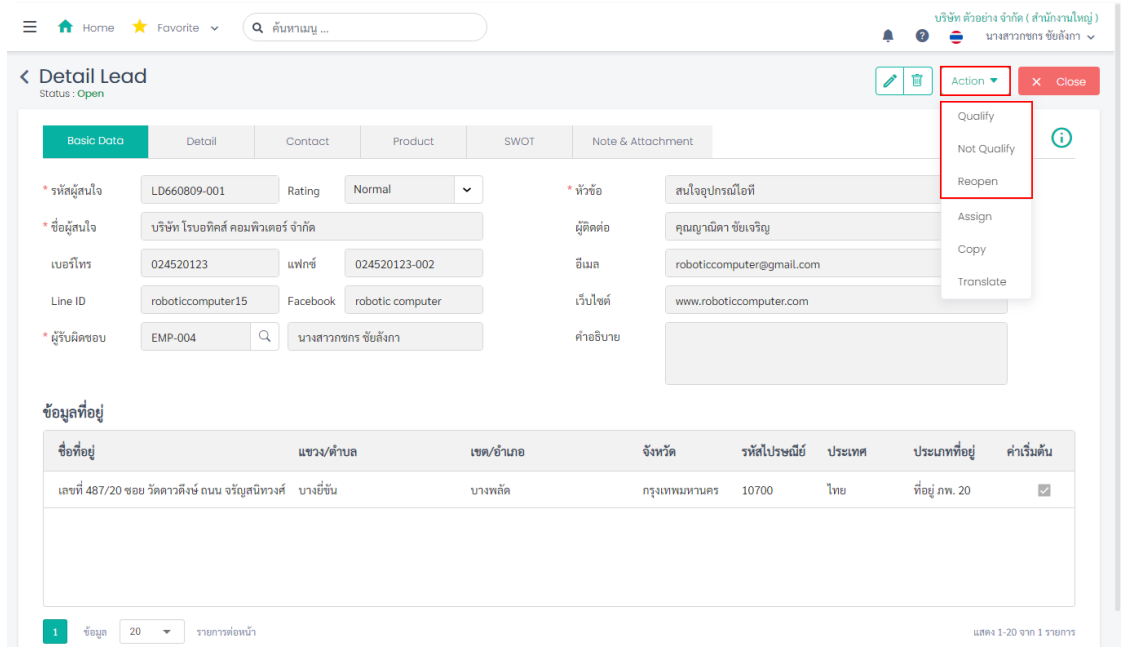 บริษัท ตัวอย่าง จำกัด ( สำนักงานใหญ่ )
Home Favorite ค้นหาเมนู ... นางสาวกชกร ชัยลังกา
Detail Lead
Status : Open
Action Close
Qualify
Not Qualify
Reopen
Assign
Copy
Translate
Basic Data Detail Contact Product SWOT Note & Attachment
* รหัสผู้สนใจ LD660809-001 Rating Normal * หัวข้อ สนใจอุปกรณ์ไอที
* ชื่อผู้สนใจ บริษัท โรบอทิคส์ คอมพิวเตอร์ จำกัด ผู้ติดต่อ คุณญาณิดา ชัยเจริญ
เบอร์โทร 024520123 แฟกซ์ 024520123-002 อีเมล roboticcomputer@gmail.com
Line ID roboticcomputer15 Facebook robotic computer เว็บไซต์ www.roboticcomputer.com
* ผู้รับผิดชอบ EMP-004 นางสาวกชกร ชัยลังกา คำอธิบาย
ข้อมูลที่อยู่
ชื่อที่อยู่ แขวง/ตำบล เขต/อำเภอ จังหวัด รหัสไปรษณีย์ ประเทศ ประเภทที่อยู่ ค่าเริ่มต้น
เลขที่ 487/20 ซอย วัดดาวดึงษ์ ถนน จรัญสนิทวงศ์ บางยี่ขัน บางพลัด กรุงเทพมหานคร 10700 ไทย ที่อยู่ ภพ. 20
1 ข้อมูล 20 รายการต่อหน้า แสดง 1-20 จาก 1 รายการ